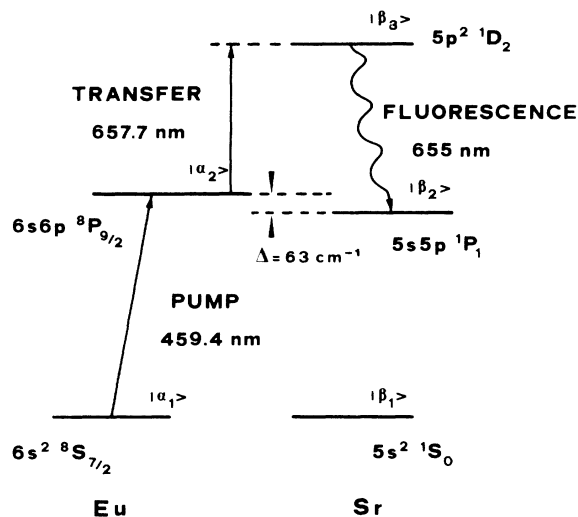 |β₃>
5p² ¹D₂
TRANSFER
657.7 nm
FLUORESCENCE
655 nm
|α₂>
|β₂>
6s6p ⁸P₉/₂
5s5p ¹P₁
Δ = 63 cm⁻¹
PUMP
459.4 nm
|α₁>
|β₁>
6s² ⁸S₇/₂
5s² ¹S₀
Eu
Sr